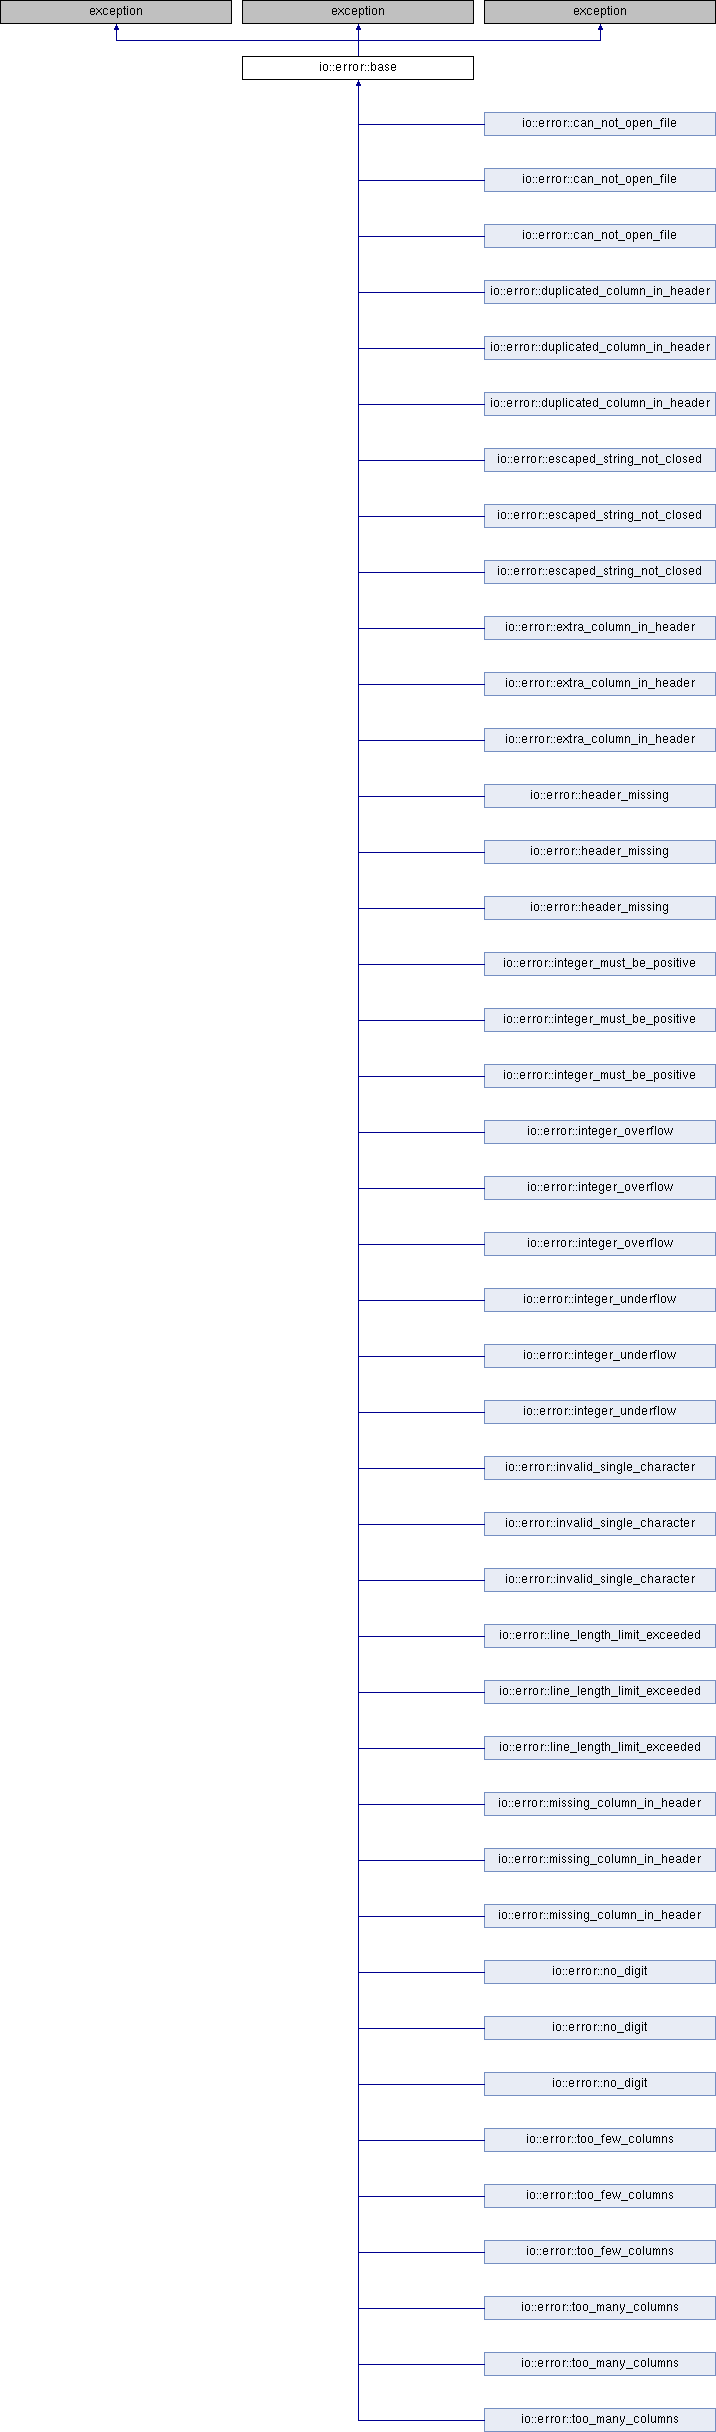 exception
exception
exception
io::error::base
io::error::can_not_open_file
io::error::can_not_open_file
io::error::can_not_open_file
io::error::duplicated_column_in_header
io::error::duplicated_column_in_header
io::error::duplicated_column_in_header
io::error::escaped_string_not_closed
io::error::escaped_string_not_closed
io::error::escaped_string_not_closed
io::error::extra_column_in_header
io::error::extra_column_in_header
io::error::extra_column_in_header
io::error::header_missing
io::error::header_missing
io::error::header_missing
io::error::integer_must_be_positive
io::error::integer_must_be_positive
io::error::integer_must_be_positive
io::error::integer_overflow
io::error::integer_overflow
io::error::integer_overflow
io::error::integer_underflow
io::error::integer_underflow
io::error::integer_underflow
io::error::invalid_single_character
io::error::invalid_single_character
io::error::invalid_single_character
io::error::line_length_limit_exceeded
io::error::line_length_limit_exceeded
io::error::line_length_limit_exceeded
io::error::missing_column_in_header
io::error::missing_column_in_header
io::error::missing_column_in_header
io::error::no_digit
io::error::no_digit
io::error::no_digit
io::error::too_few_columns
io::error::too_few_columns
io::error::too_few_columns
io::error::too_many_columns
io::error::too_many_columns
io::error::too_many_columns